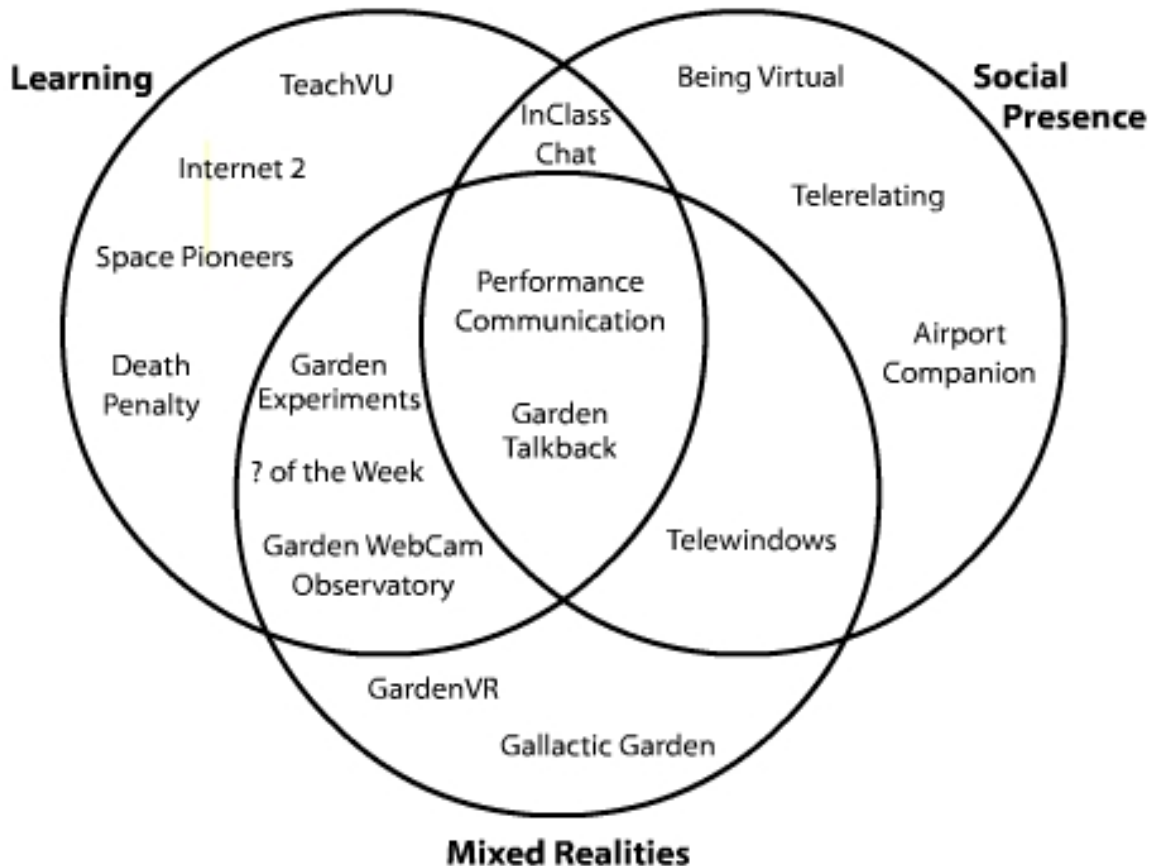 Learning
TeachVU
Internet 2
Space Pioneers
Death
Penalty
InClass
Chat
Being Virtual
Social
Presence
Telerelating
Airport
Companion
Performance
Communication
Garden
Talkback
Garden
Experiments
? of the Week
Garden WebCam
Observatory
Telewindows
GardenVR
Gallactic Garden
Mixed Realities